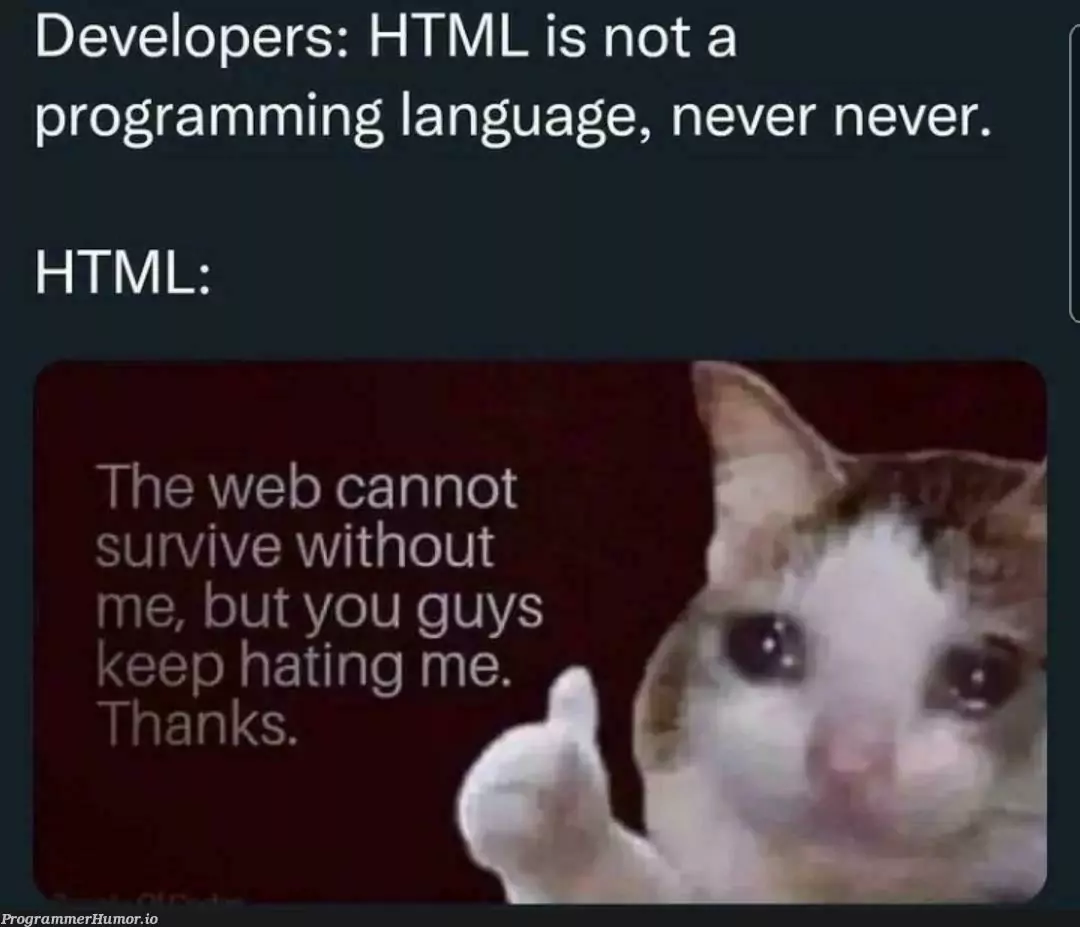 Developers: HTML is not a
programming language, never never.
HTML:
The web cannot
survive without
me, but you guys
keep hating me.
Thanks.
ProgrammerHumor.io